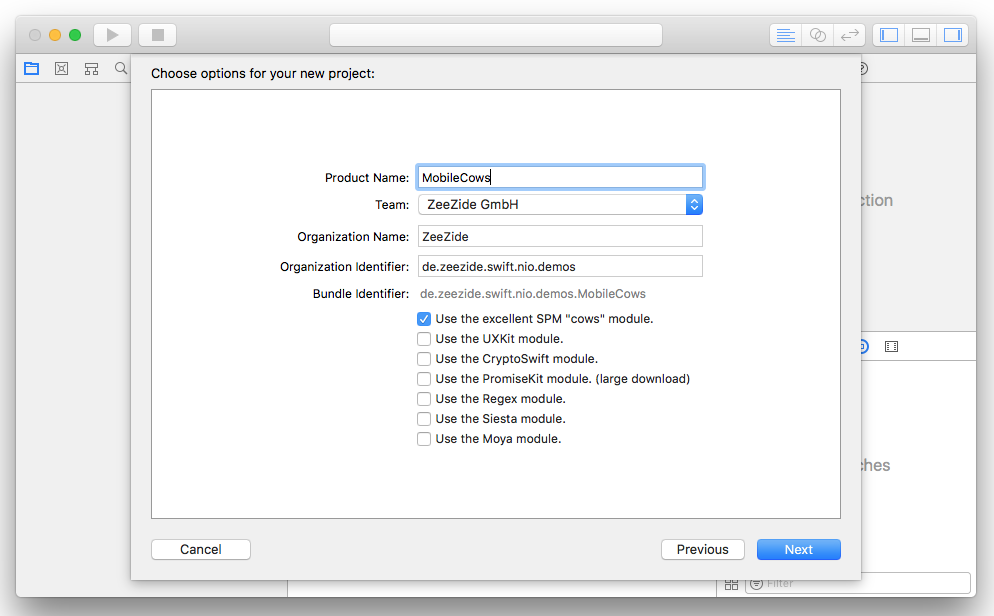 Choose options for your new project:
Product Name: MobileCows
Team: ZeeZide GmbH
Organization Name: ZeeZide
Organization Identifier: de.zeezide.swift.nio.demos
Bundle Identifier: de.zeezide.swift.nio.demos.MobileCows
Use the excellent SPM "cows" module.
Use the UXKit module.
Use the CryptoSwift module.
Use the PromiseKit module. (large download)
Use the Regex module.
Use the Siesta module.
Use the Moya module.
Cancel Previous Next
ction
ches
Filter